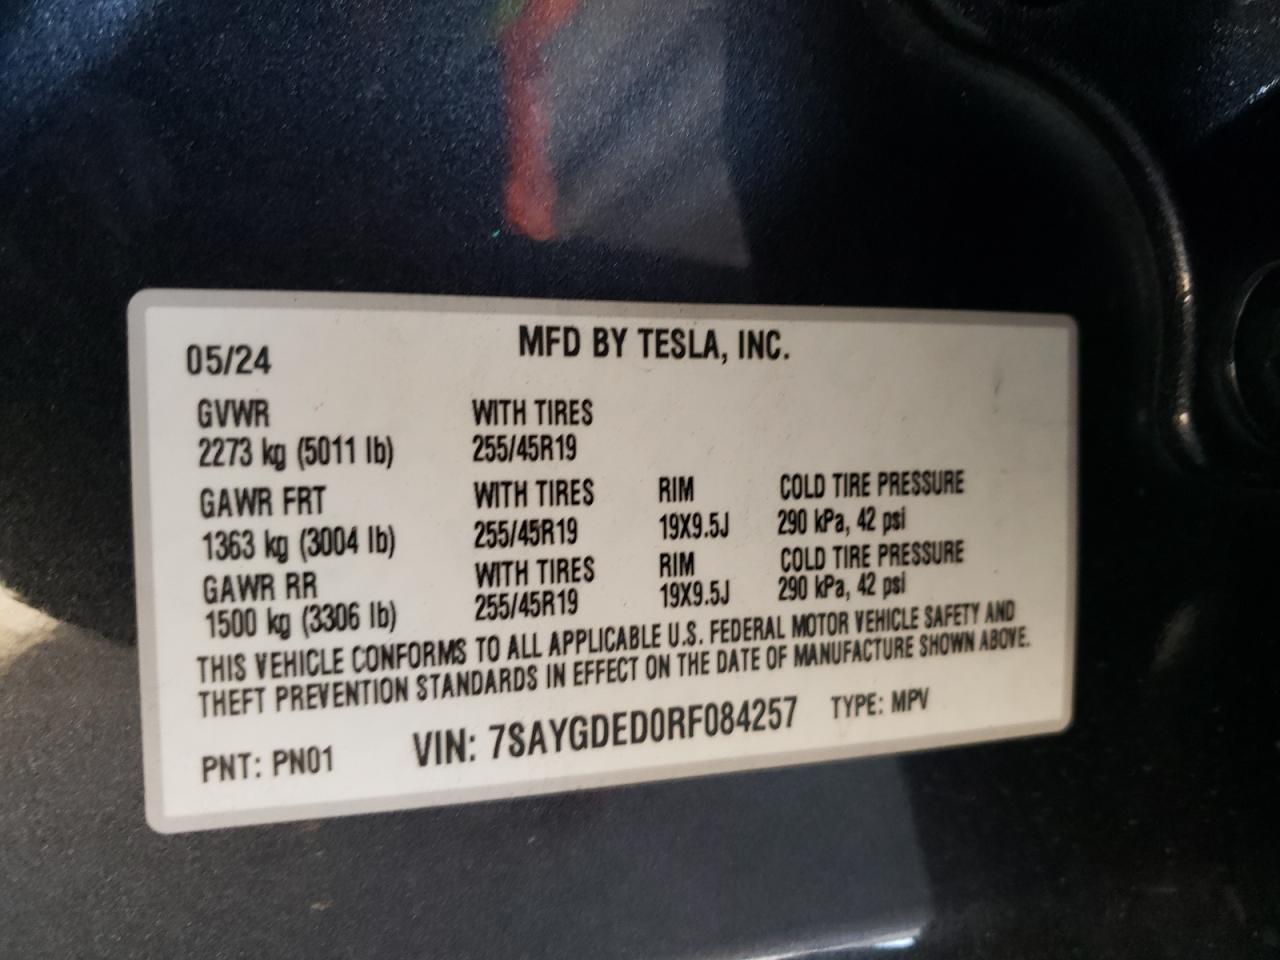 MFD BY TESLA, INC.
05/24
GVWR WITH TIRES
2273 kg (5011 lb) 255/45R19
GAWR FRT WITH TIRES RIM COLD TIRE PRESSURE
1363 kg (3004 lb) 255/45R19 19X9.5J 290 kPa, 42 psi
GAWR RR WITH TIRES RIM COLD TIRE PRESSURE
1500 kg (3306 lb) 255/45R19 19X9.5J 290 kPa, 42 psi
THIS VEHICLE CONFORMS TO ALL APPLICABLE U.S. FEDERAL MOTOR VEHICLE SAFETY AND
THEFT PREVENTION STANDARDS IN EFFECT ON THE DATE OF MANUFACTURE SHOWN ABOVE.
PNT: PN01 VIN: 7SAYGDED0RF084257 TYPE: MPV